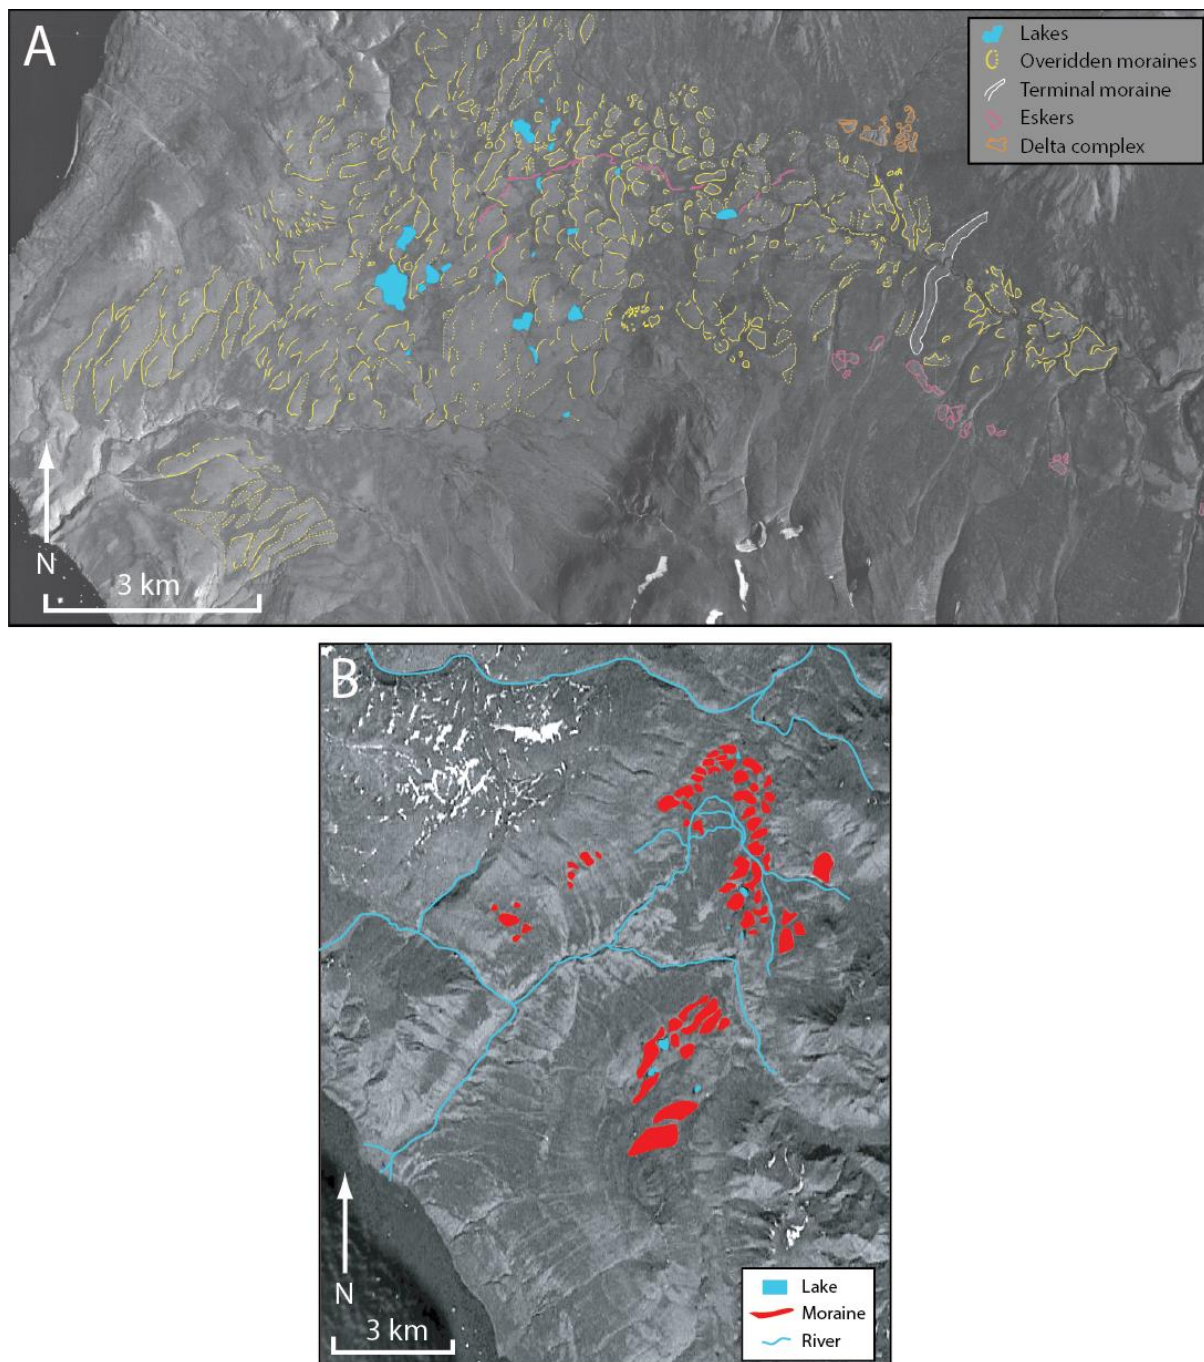 A
Lakes
Overidden moraines
Terminal moraine
Eskers
Delta complex
N
3 km
B
N
3 km
Lake
Moraine
River